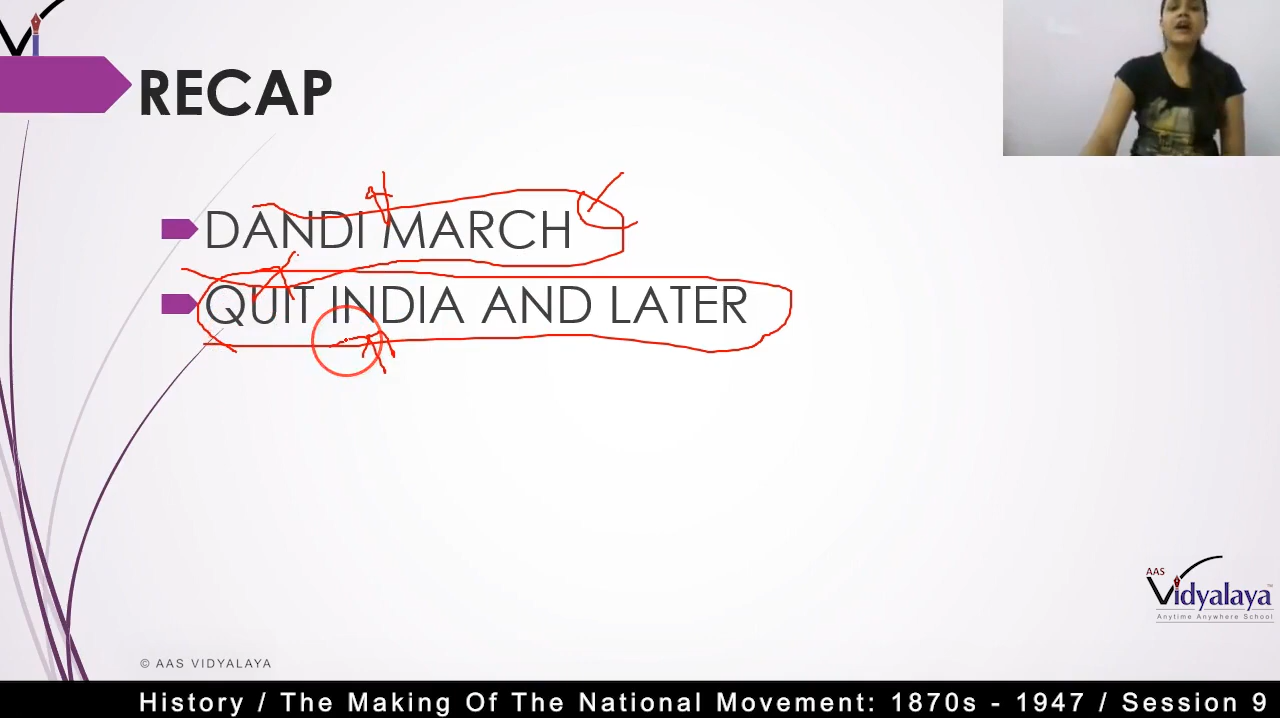 RECAP
DANDI MARCH
QUIT INDIA AND LATER
AAS
Vidyalaya
TM
Anytime Anywhere School
© AAS VIDYALAYA
History / The Making Of The National Movement: 1870s - 1947 / Session 9